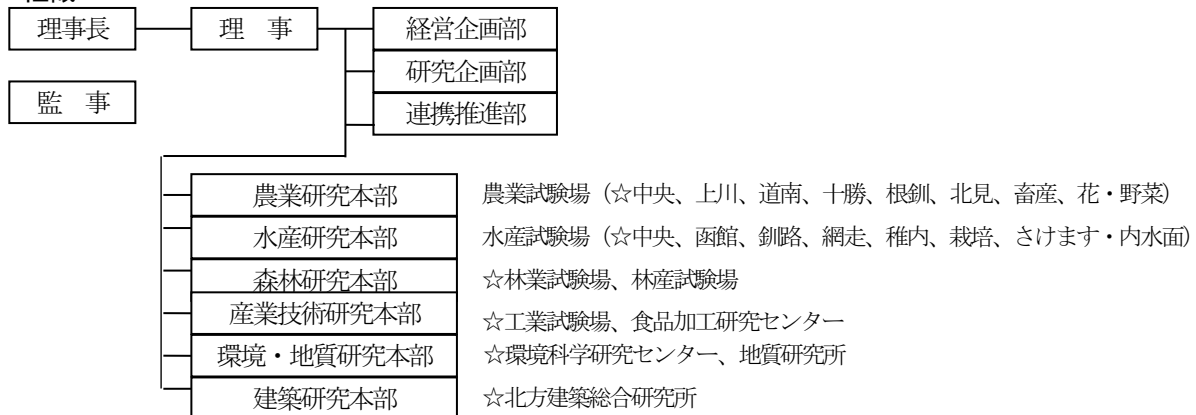 理事長 理 事 経営企画部
研究企画部
監 事 連携推進部
農業研究本部 農業試験場（☆中央、上川、道南、十勝、根釧、北見、畜産、花・野菜）
水産研究本部 水産試験場（☆中央、函館、釧路、網走、稚内、栽培、さけます・内水面）
森林研究本部 ☆林業試験場、林産試験場
産業技術研究本部 ☆工業試験場、食品加工研究センター
環境・地質研究本部 ☆環境科学研究センター、地質研究所
建築研究本部 ☆北方建築総合研究所